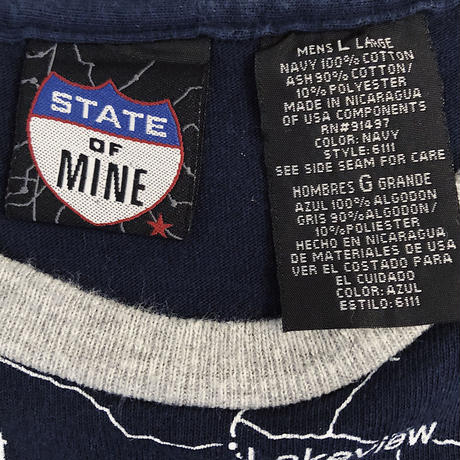 STATE
OF
MINE
MENS L LARGE
NAVY 100% COTTON
ASH 90% COTTON/
10% POLYESTER
MADE IN NICARAGUA
OF USA COMPONENTS
RN#91497
COLOR: NAVY
STYLE: 6111
SEE SIDE SEAM FOR CARE
HOMBRES G GRANDE
AZUL 100% ALGODON
GRIS 90% ALGODON/
10% POLIESTER
HECHO EN NICARAGUA
DE MATERIALES DE USA
VER EL COSTADO PARA
EL CUIDADO
COLOR: AZUL
ESTILO: 6111
Lakeview